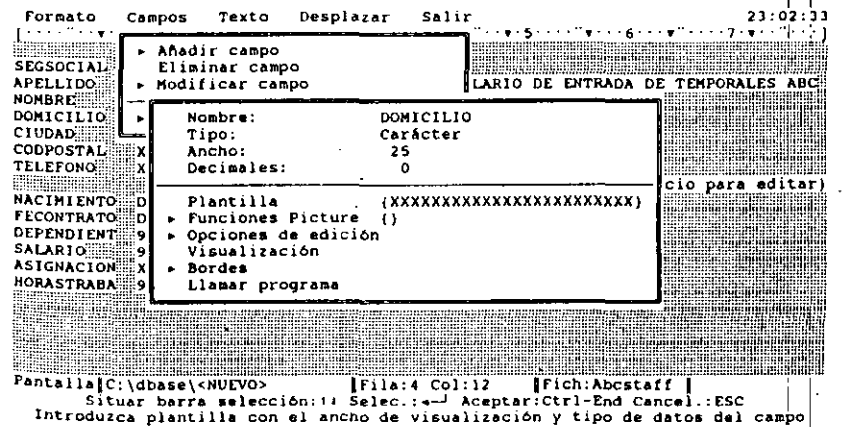 Formato Campos Texto Desplazar Salir 23:02:33
[·····▼ ··▼·5·····▼···6···▼·····7·▼····]
► Añadir campo
SEGSOCIAL Eliminar campo
APELLIDO ► Modificar campo LARIO DE ENTRADA DE TEMPORALES ABC
NOMBRE
DOMICILIO ► Nombre: DOMICILIO
CIUDAD Tipo: Carácter
CODPOSTAL X Ancho: 25
TELEFONO X Decimales: 0
cio para editar)
NACIMIENTO D Plantilla {XXXXXXXXXXXXXXXXXXXXXXXXX}
FECONTRATO D ► Funciones Picture {}
DEPENDIENT 9 ► Opciones de edición
SALARIO 9 Visualización
ASIGNACION X ► Bordes
HORASTRABA 9 Llamar programa
Pantalla C:\dbase\<NUEVO> Fila:4 Col:12 Fich:Abcstaff
Situar barra selección:↑↓ Selec.:◄─┘ Aceptar:Ctrl-End Cancel.:ESC
Introduzca plantilla con el ancho de visualización y tipo de datos del campo